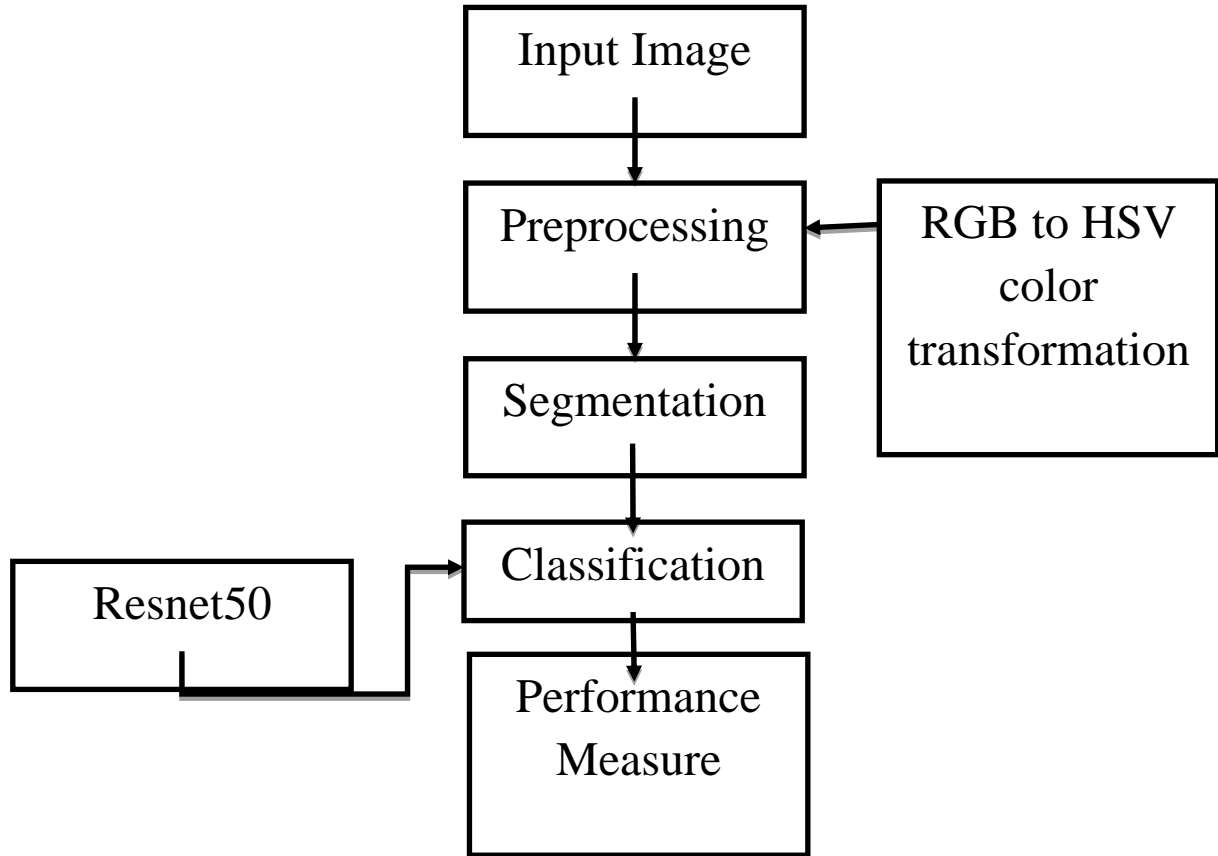 Input Image
Preprocessing
RGB to HSV
color
transformation
Segmentation
Classification
Resnet50
Performance
Measure